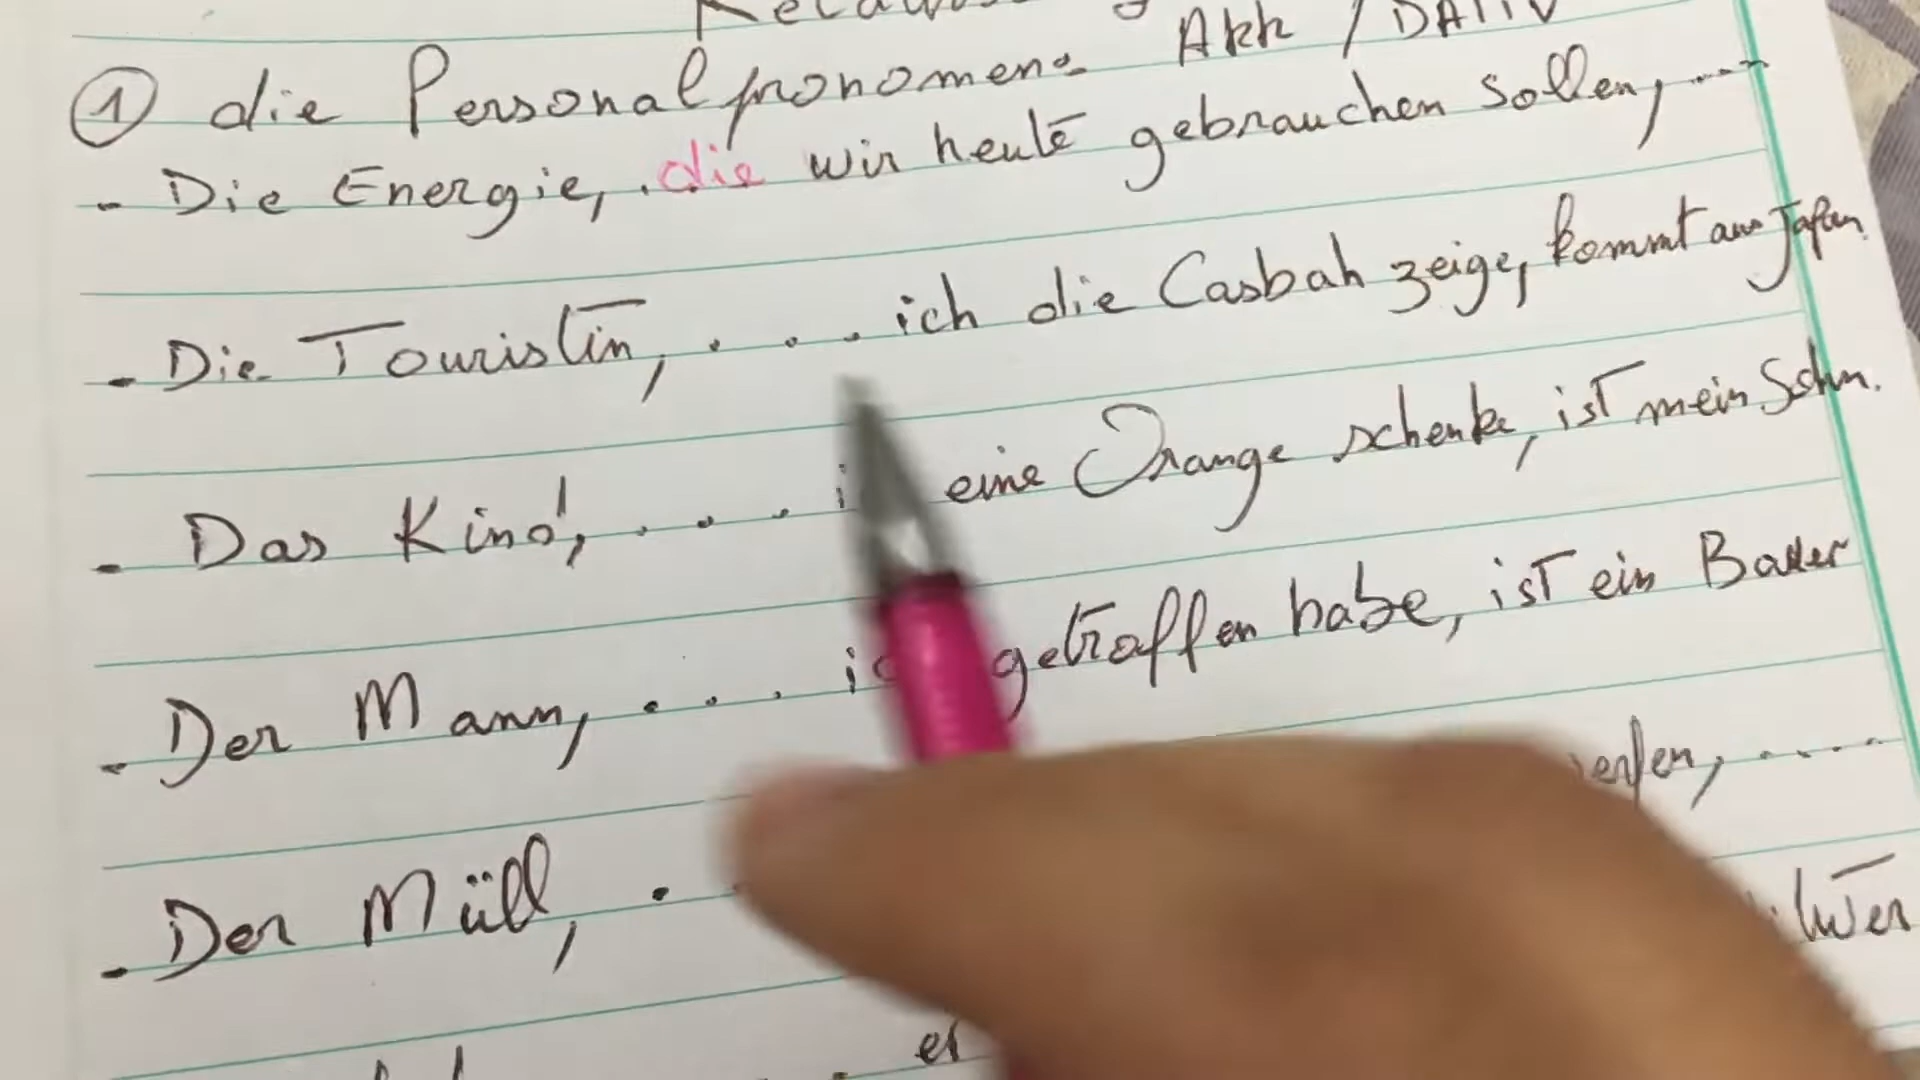 Akk / DATIV
① die Personalpronomen.
- Die Energie, .die wir heute gebrauchen sollen, ....
- Die Touristin, . . . ich die Casbah zeige, kommt aus Japan.
- Das Kind, . . . . eine Orange schenke, ist mein Sohn.
- Der Mann, . . . getroffen habe, ist ein Bauer
- Der Müll, . ....
er